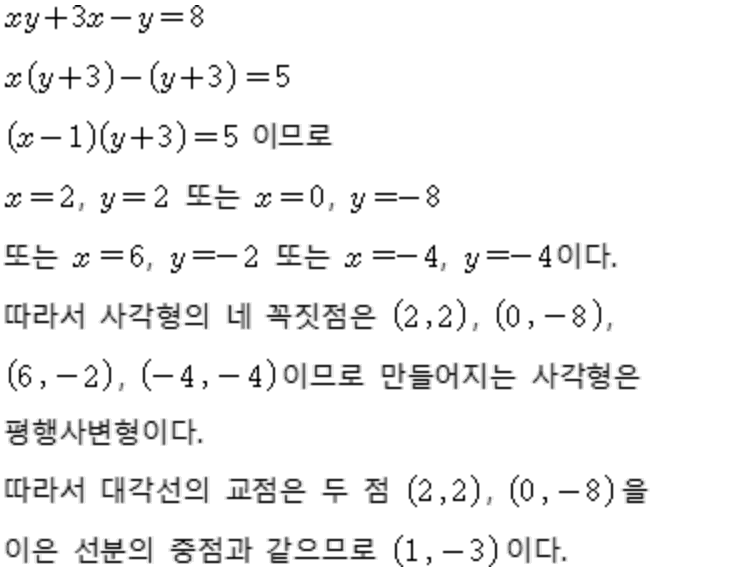 xy+3x−y=8
x(y+3)−(y+3)=5
(x−1)(y+3)=5 이므로
x=2, y=2 또는 x=0, y=−8
또는 x=6, y=−2 또는 x=−4, y=−4이다.
따라서 사각형의 네 꼭짓점은 (2,2), (0,−8),
(6,−2), (−4,−4)이므로 만들어지는 사각형은
평행사변형이다.
따라서 대각선의 교점은 두 점 (2,2), (0,−8)을
이은 선분의 중점과 같으므로 (1,−3)이다.